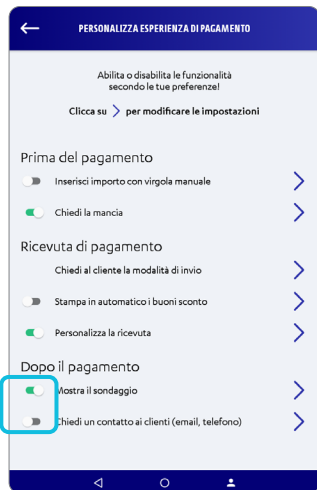 PERSONALIZZA ESPERIENZA DI PAGAMENTO
Abilita o disabilita le funzionalità
secondo le tue preferenze!
Clicca su > per modificare le impostazioni
Prima del pagamento
Inserisci importo con virgola manuale
Chiedi la mancia
Ricevuta di pagamento
Chiedi al cliente la modalità di invio
Stampa in automatico i buoni sconto
Personalizza la ricevuta
Dopo il pagamento
Mostra il sondaggio
Chiedi un contatto ai clienti (email, telefono)